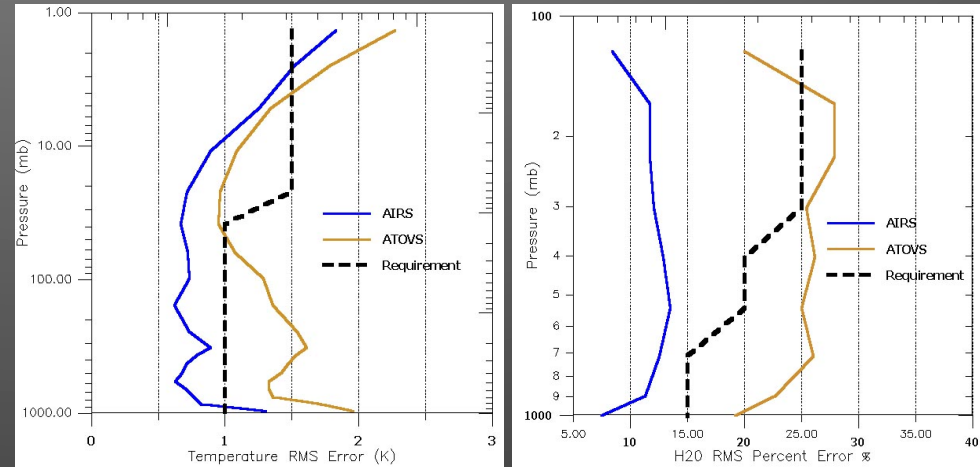 1.00
10.00
100.00
1000.00
Pressure (mb)
0
1
2
3
Temperature RMS Error (K)
AIRS
ATOVS
Requirement
100
2
3
4
5
6
7
8
9
1000
Pressure (mb)
5.00
10
15.00
20
25.00
30
35.00
40
40.00
H20 RMS Percent Error %
AIRS
ATOVS
Requirement